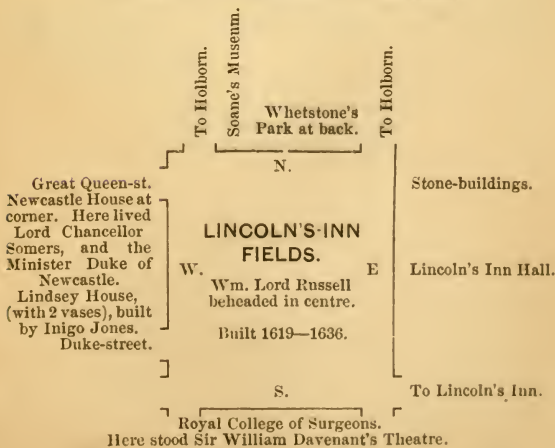 To Holborn.
Soane's Museum.
Whetstone's
Park at back.
To Holborn.
N.
Great Queen-st.
Newcastle House at
corner. Here lived
Lord Chancellor
Somers, and the
Minister Duke of
Newcastle.
Lindsey House,
(with 2 vases), built
by Inigo Jones.
Duke-street.
W.
LINCOLN'S-INN
FIELDS.
Wm. Lord Russell
beheaded in centre.
Built 1619—1636.
E
Stone-buildings.
Lincoln's Inn Hall.
To Lincoln's Inn.
S.
Royal College of Surgeons.
Here stood Sir William Davenant's Theatre.